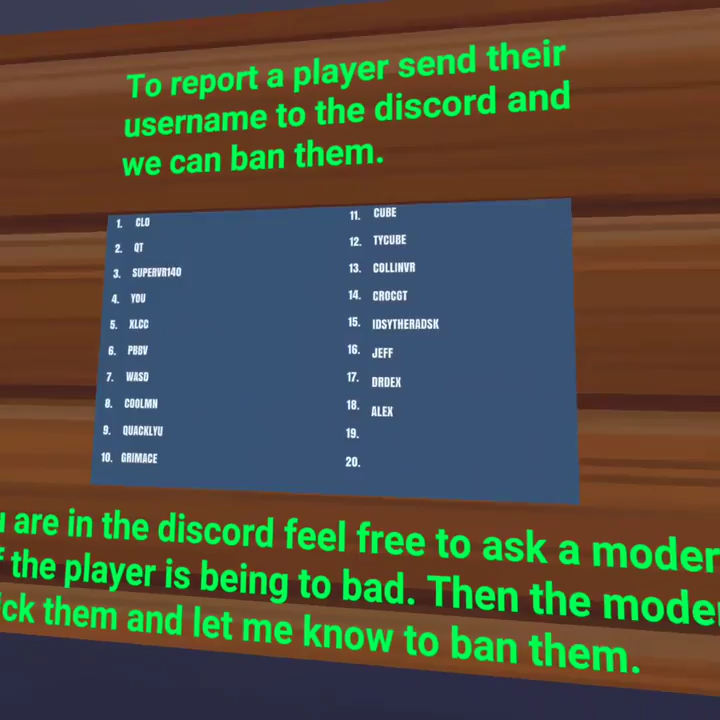 To report a player send their
username to the discord and
we can ban them.
1. CLO
2. QT
3. SUPERVR140
4. YOU
5. XLCC
6. PBBV
7. WASD
8. COOLMN
9. QUACKLYU
10. GRIMACE
11. CUBE
12. TYCUBE
13. COLLINVR
14. CROCGT
15. IDSYTHERADSK
16. JEFF
17. DRDEX
18. ALEX
19.
20.
are in the discord feel free to ask a moder
the player is being to bad. Then the mode
ck them and let me know to ban them.